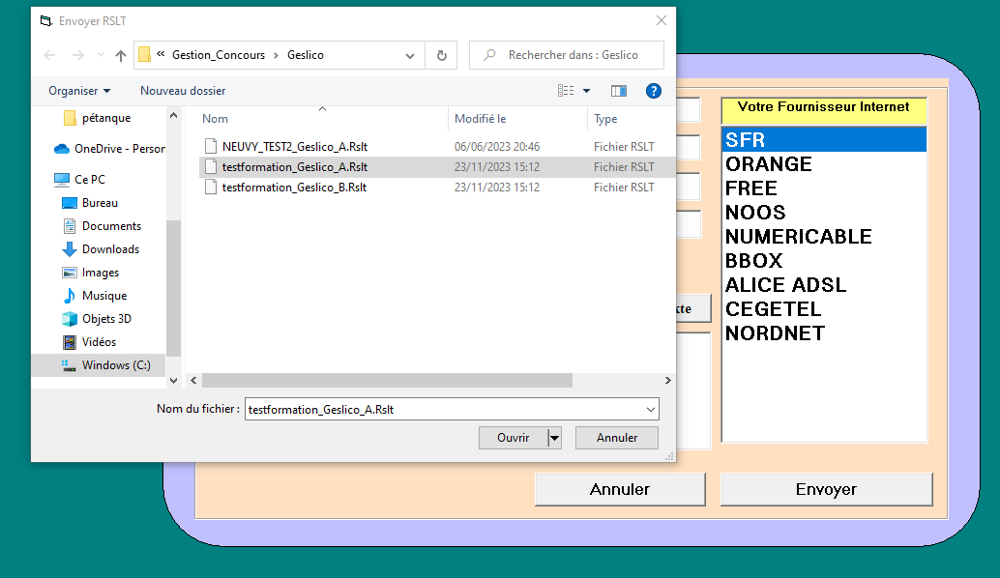 Envoyer RSLT
« Gestion_Concours › Geslico
Rechercher dans : Geslico
Organiser
Nouveau dossier
?
pétanque
OneDrive - Person
Ce PC
Bureau
Documents
Downloads
Images
Musique
Objets 3D
Vidéos
Windows (C:)
Nom Modifié le Type
NEUVY_TEST2_Geslico_A.Rslt 06/06/2023 20:46 Fichier RSLT
testformation_Geslico_A.Rslt 23/11/2023 15:12 Fichier RSLT
testformation_Geslico_B.Rslt 23/11/2023 15:12 Fichier RSLT
Nom du fichier : testformation_Geslico_A.Rslt
Ouvrir
Annuler
Votre Fournisseur Internet
SFR
ORANGE
FREE
NOOS
NUMERICABLE
BBOX
ALICE ADSL
CEGETEL
NORDNET
Annuler
Envoyer